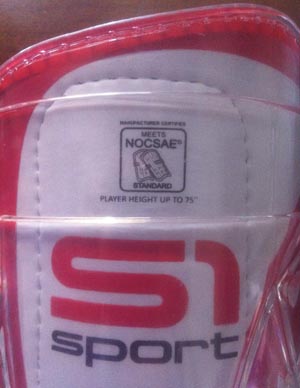 MANUFACTURER CERTIFIED
MEETS
NOCSAE®
STANDARD
PLAYER HEIGHT UP TO 75"
S1
sport